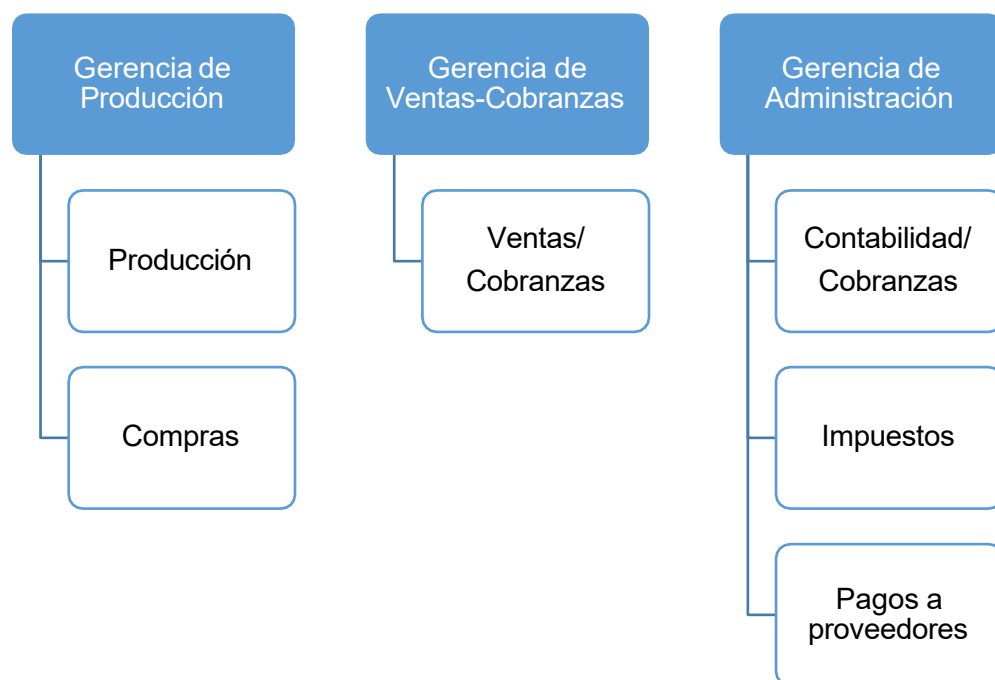 Gerencia de
Producción
Producción
Compras
Gerencia de
Ventas-Cobranzas
Ventas/
Cobranzas
Gerencia de
Administración
Contabilidad/
Cobranzas
Impuestos
Pagos a
proveedores